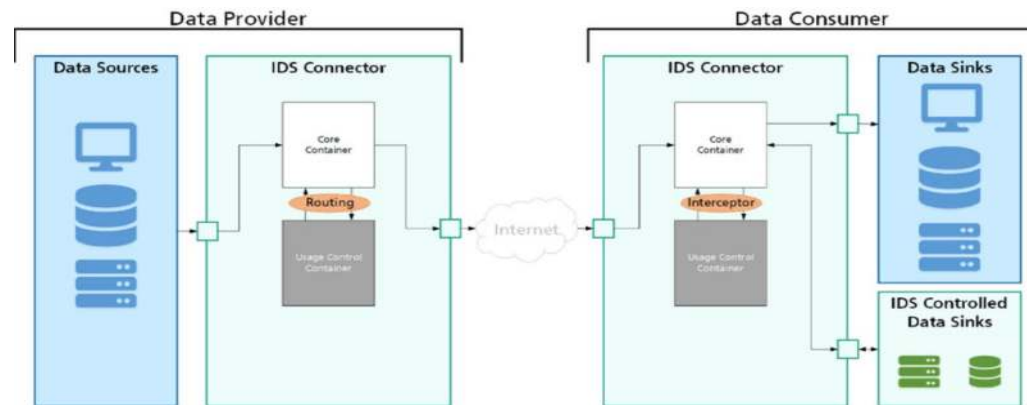 Data Provider
Data Consumer
Data Sources
IDS Connector
Core
Container
Routing
Usage Control
Container
Internet
IDS Connector
Core
Container
Interceptor
Usage Control
Container
Data Sinks
IDS Controlled
Data Sinks